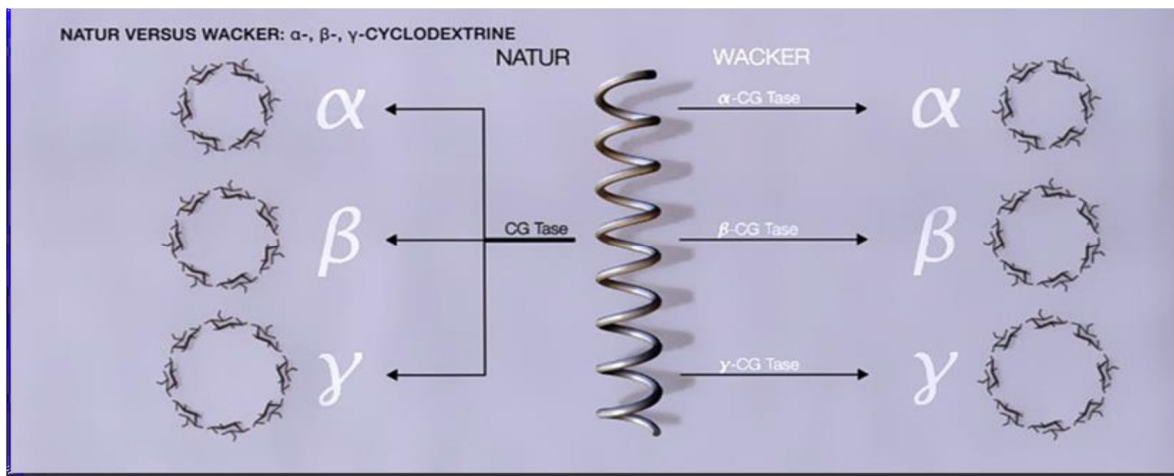 NATUR VERSUS WACKER: α-, β-, γ-CYCLODEXTRINE
NATUR WACKER
α α-CG Tase α
β CG Tase β-CG Tase β
γ γ-CG Tase γ